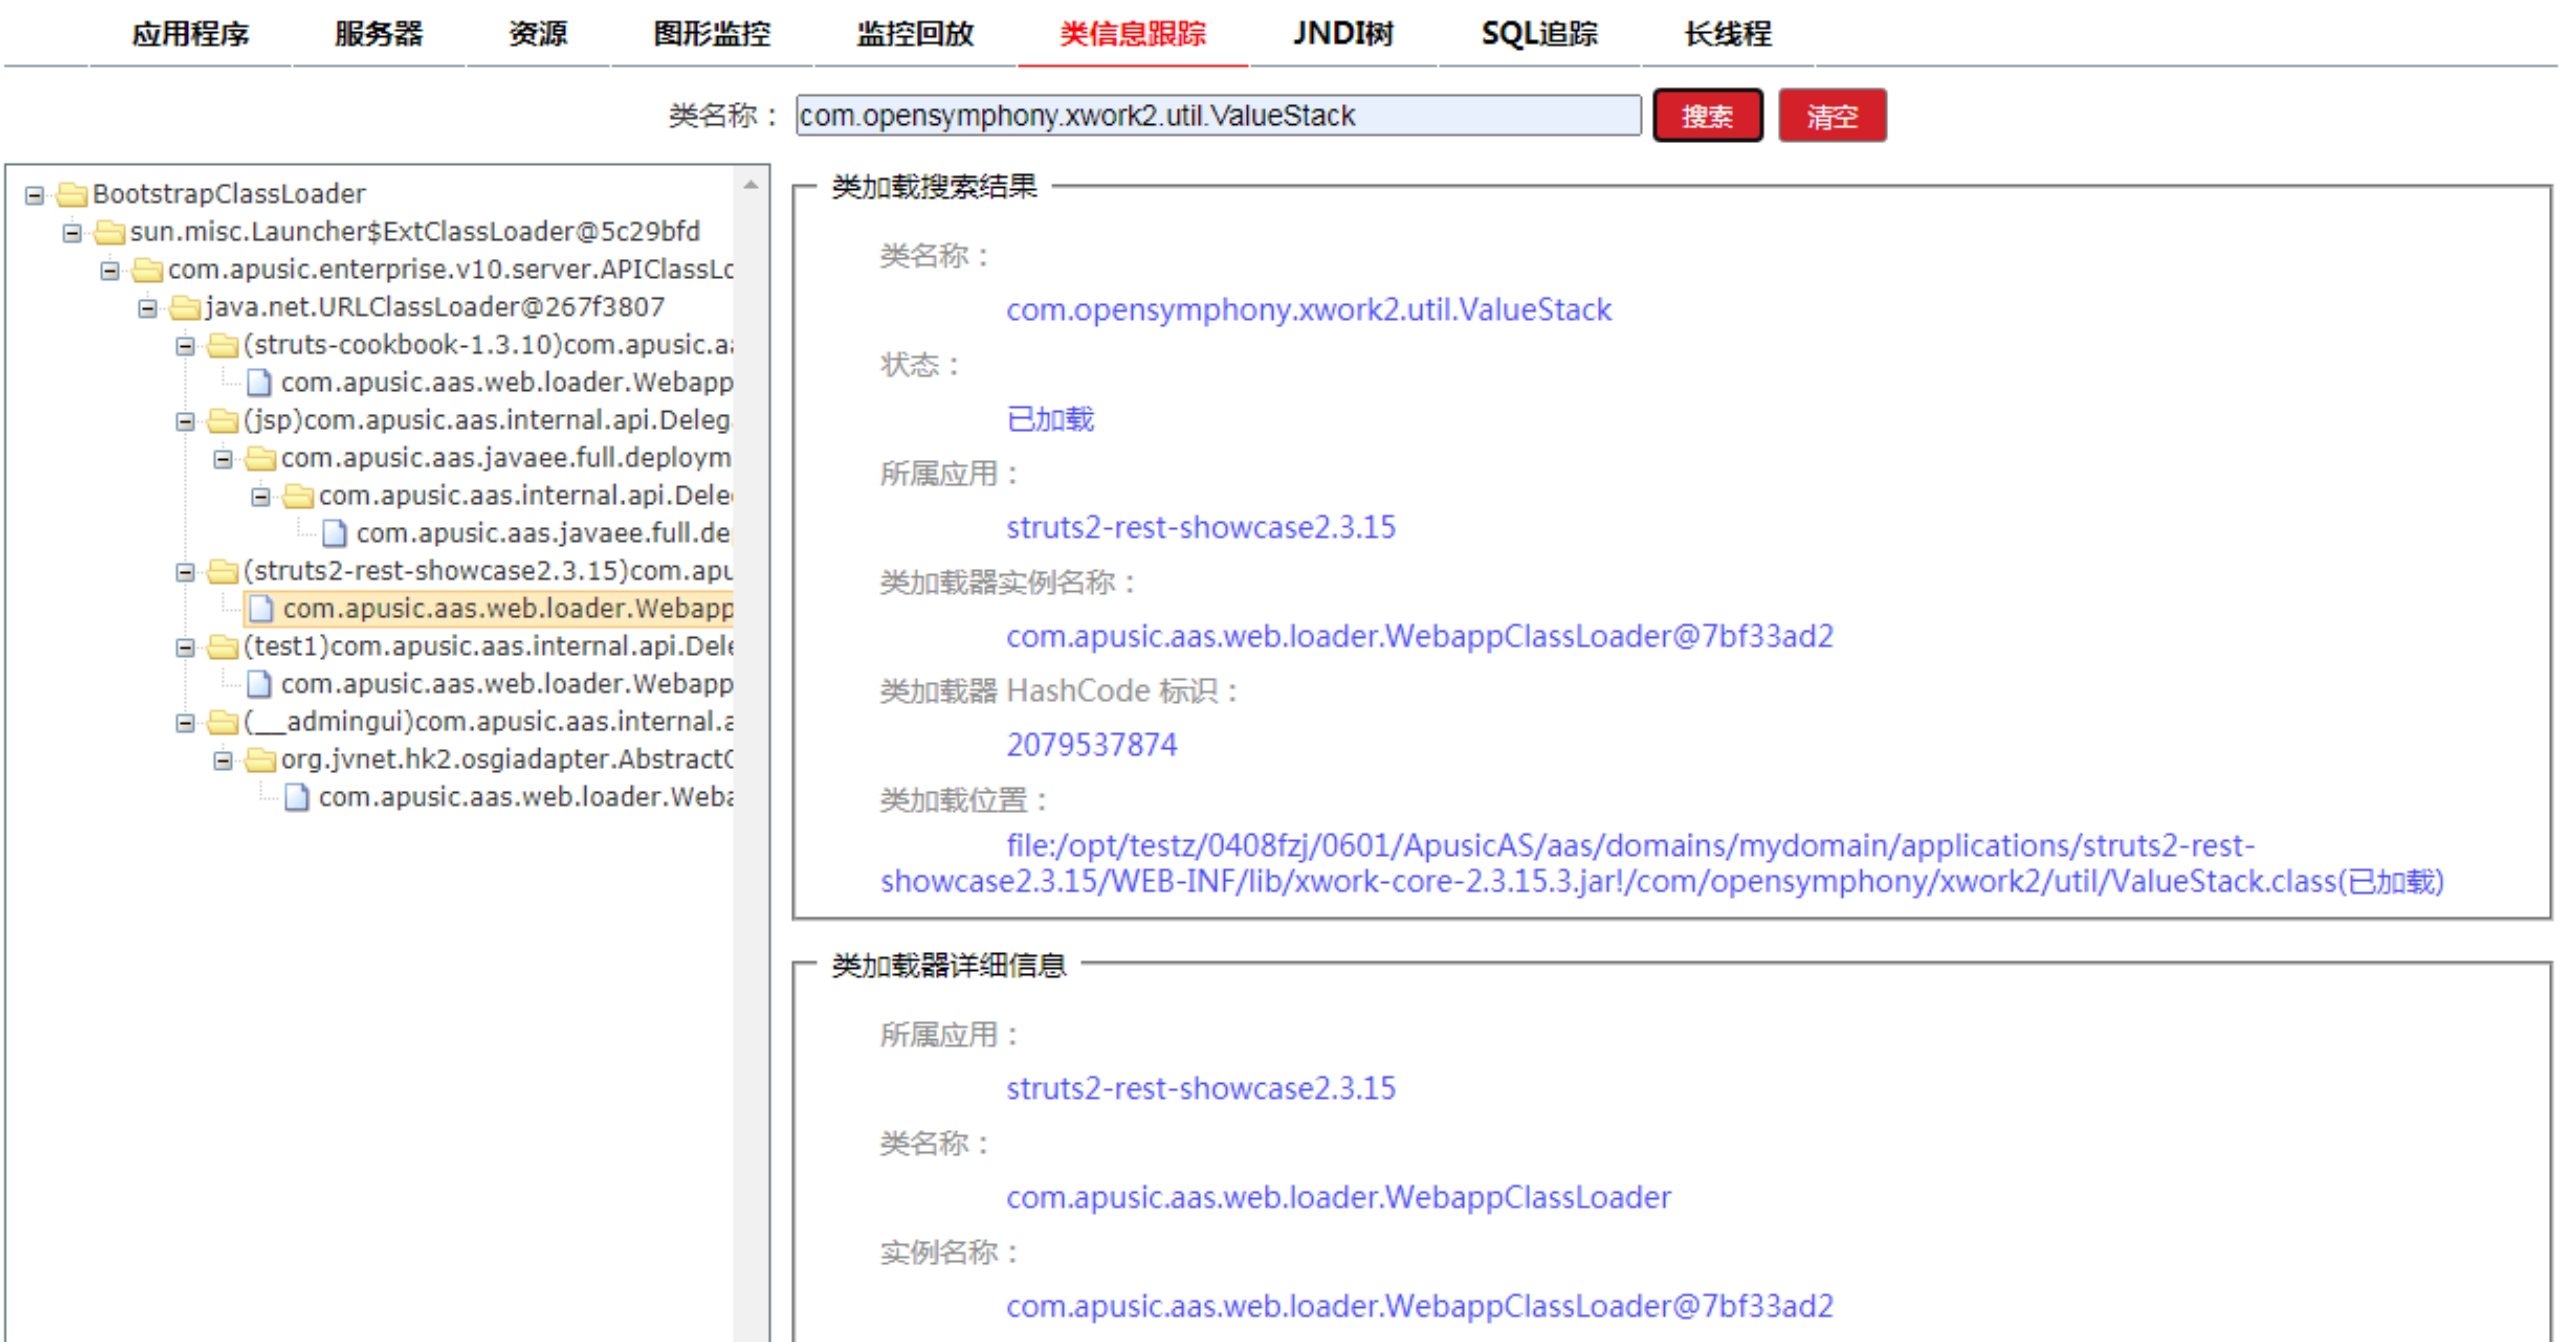 应用程序 服务器 资源 图形监控 监控回放 类信息跟踪 JNDI树 SQL追踪 长线程
类名称： com.opensymphony.xwork2.util.ValueStack 搜索 清空
BootstrapClassLoader
sun.misc.Launcher$ExtClassLoader@5c29bfd
com.apusic.enterprise.v10.server.APIClassLo
java.net.URLClassLoader@267f3807
(struts-cookbook-1.3.10)com.apusic.aa
com.apusic.aas.web.loader.Webapp
(jsp)com.apusic.aas.internal.api.Deleg
com.apusic.aas.javaee.full.deploym
com.apusic.aas.internal.api.Dele
com.apusic.aas.javaee.full.de
(struts2-rest-showcase2.3.15)com.apu
com.apusic.aas.web.loader.Webapp
(test1)com.apusic.aas.internal.api.Dele
com.apusic.aas.web.loader.Webapp
(__admingui)com.apusic.aas.internal.a
org.jvnet.hk2.osgiadapter.AbstractC
com.apusic.aas.web.loader.Weba
类加载搜索结果
类名称：
com.opensymphony.xwork2.util.ValueStack
状态：
已加载
所属应用：
struts2-rest-showcase2.3.15
类加载器实例名称：
com.apusic.aas.web.loader.WebappClassLoader@7bf33ad2
类加载器 HashCode 标识：
2079537874
类加载位置：
file:/opt/testz/0408fzj/0601/ApusicAS/aas/domains/mydomain/applications/struts2-rest-
showcase2.3.15/WEB-INF/lib/xwork-core-2.3.15.3.jar!/com/opensymphony/xwork2/util/ValueStack.class(已加载)
类加载器详细信息
所属应用：
struts2-rest-showcase2.3.15
类名称：
com.apusic.aas.web.loader.WebappClassLoader
实例名称：
com.apusic.aas.web.loader.WebappClassLoader@7bf33ad2